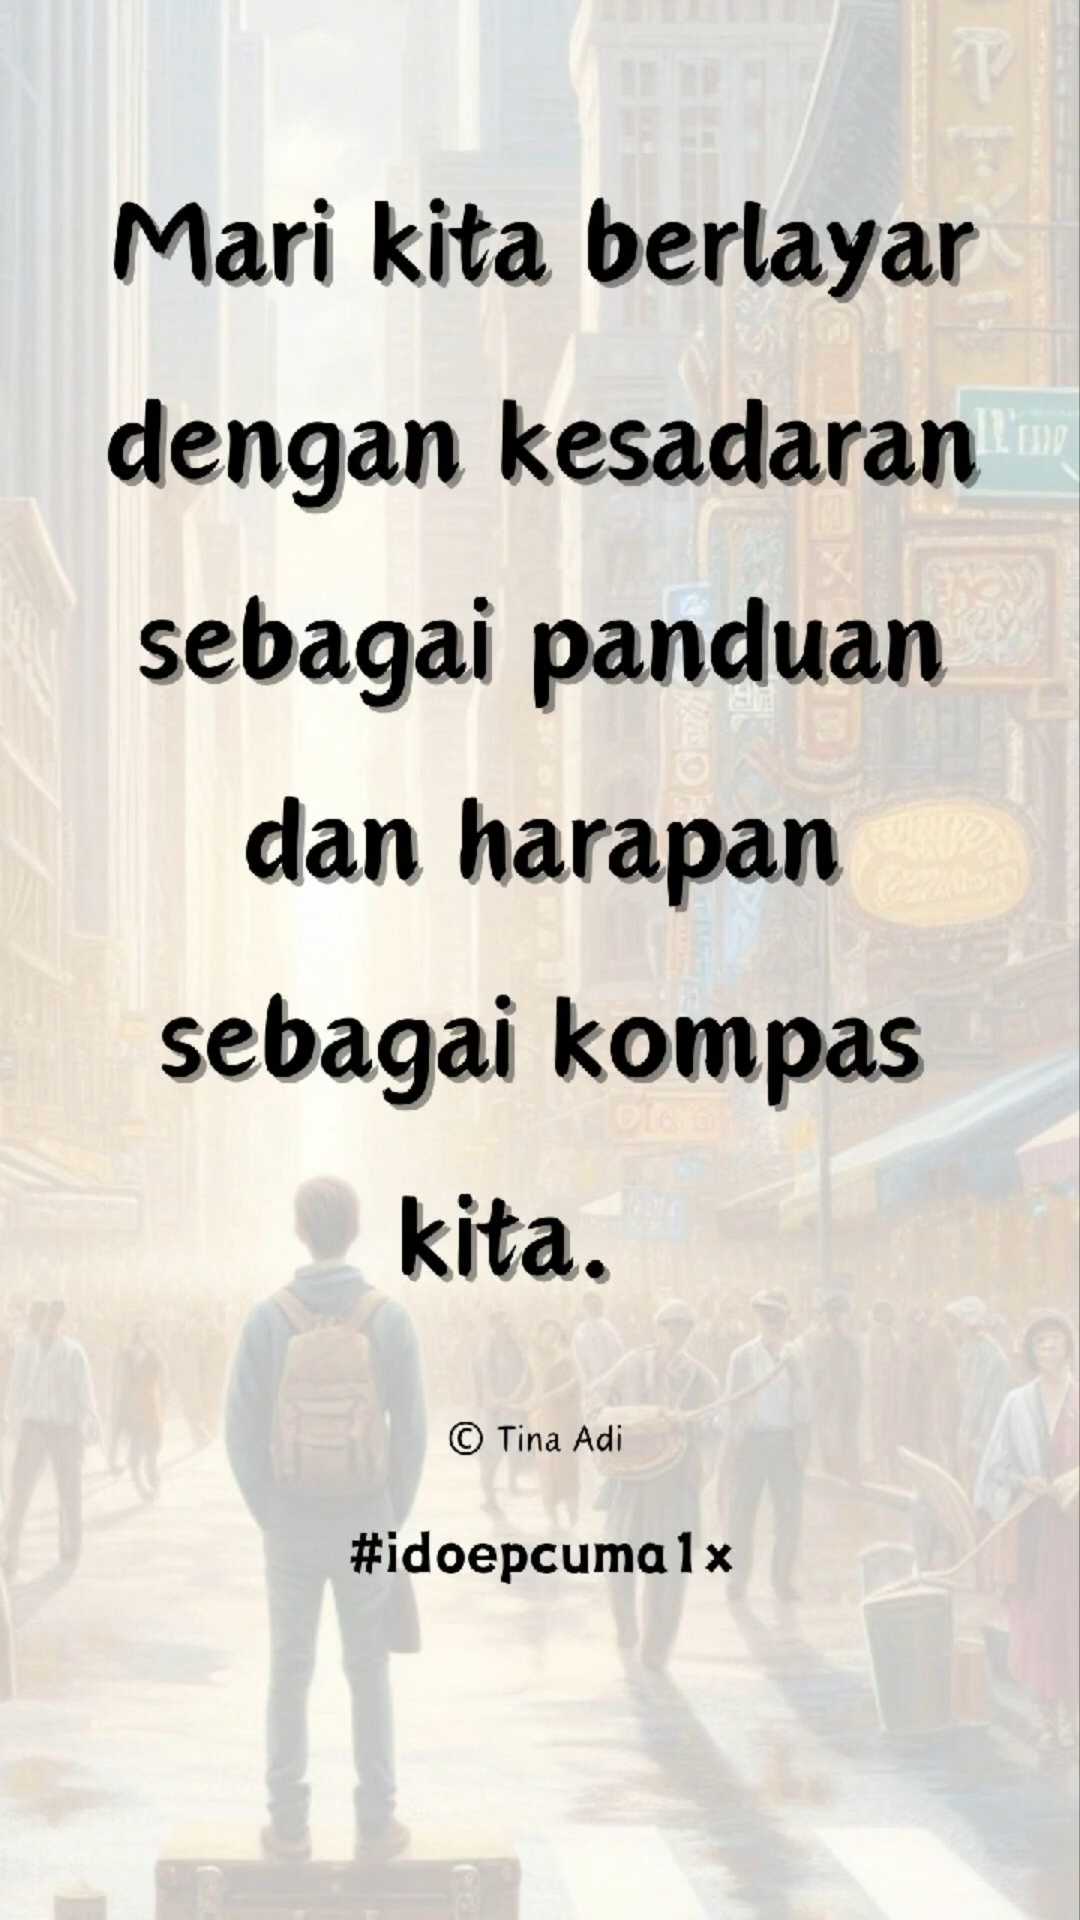 Mari kita berlayar
dengan kesadaran
sebagai panduan
dan harapan
sebagai kompas
kita.
© Tina Adi
#idoepcuma1x